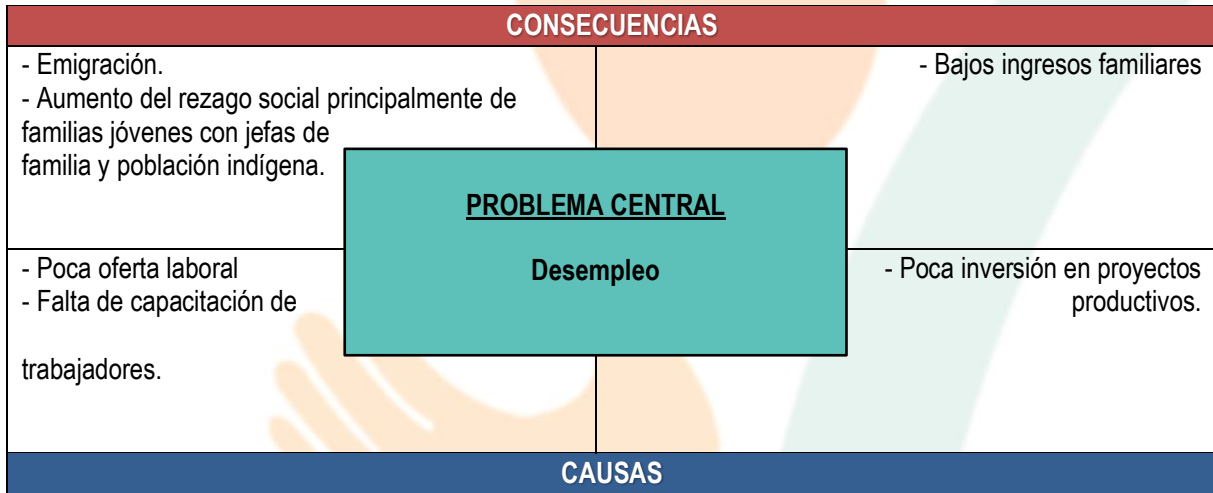 CONSECUENCIAS
- Emigración.
- Aumento del rezago social principalmente de
familias jóvenes con jefas de
familia y población indígena.
- Bajos ingresos familiares
PROBLEMA CENTRAL
Desempleo
- Poca oferta laboral
- Falta de capacitación de
trabajadores.
- Poca inversión en proyectos
productivos.
CAUSAS